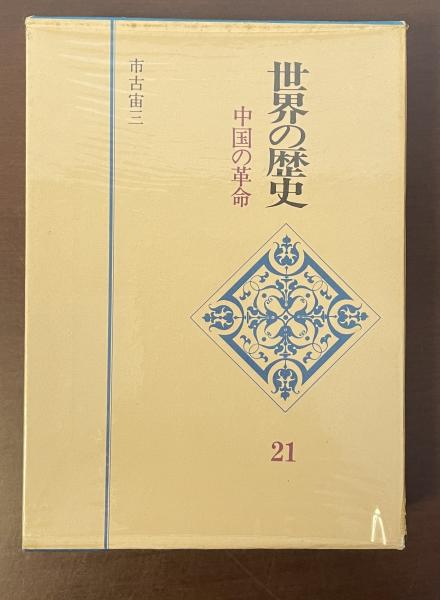 世界の歴史
中国の革命
市古宙三
21